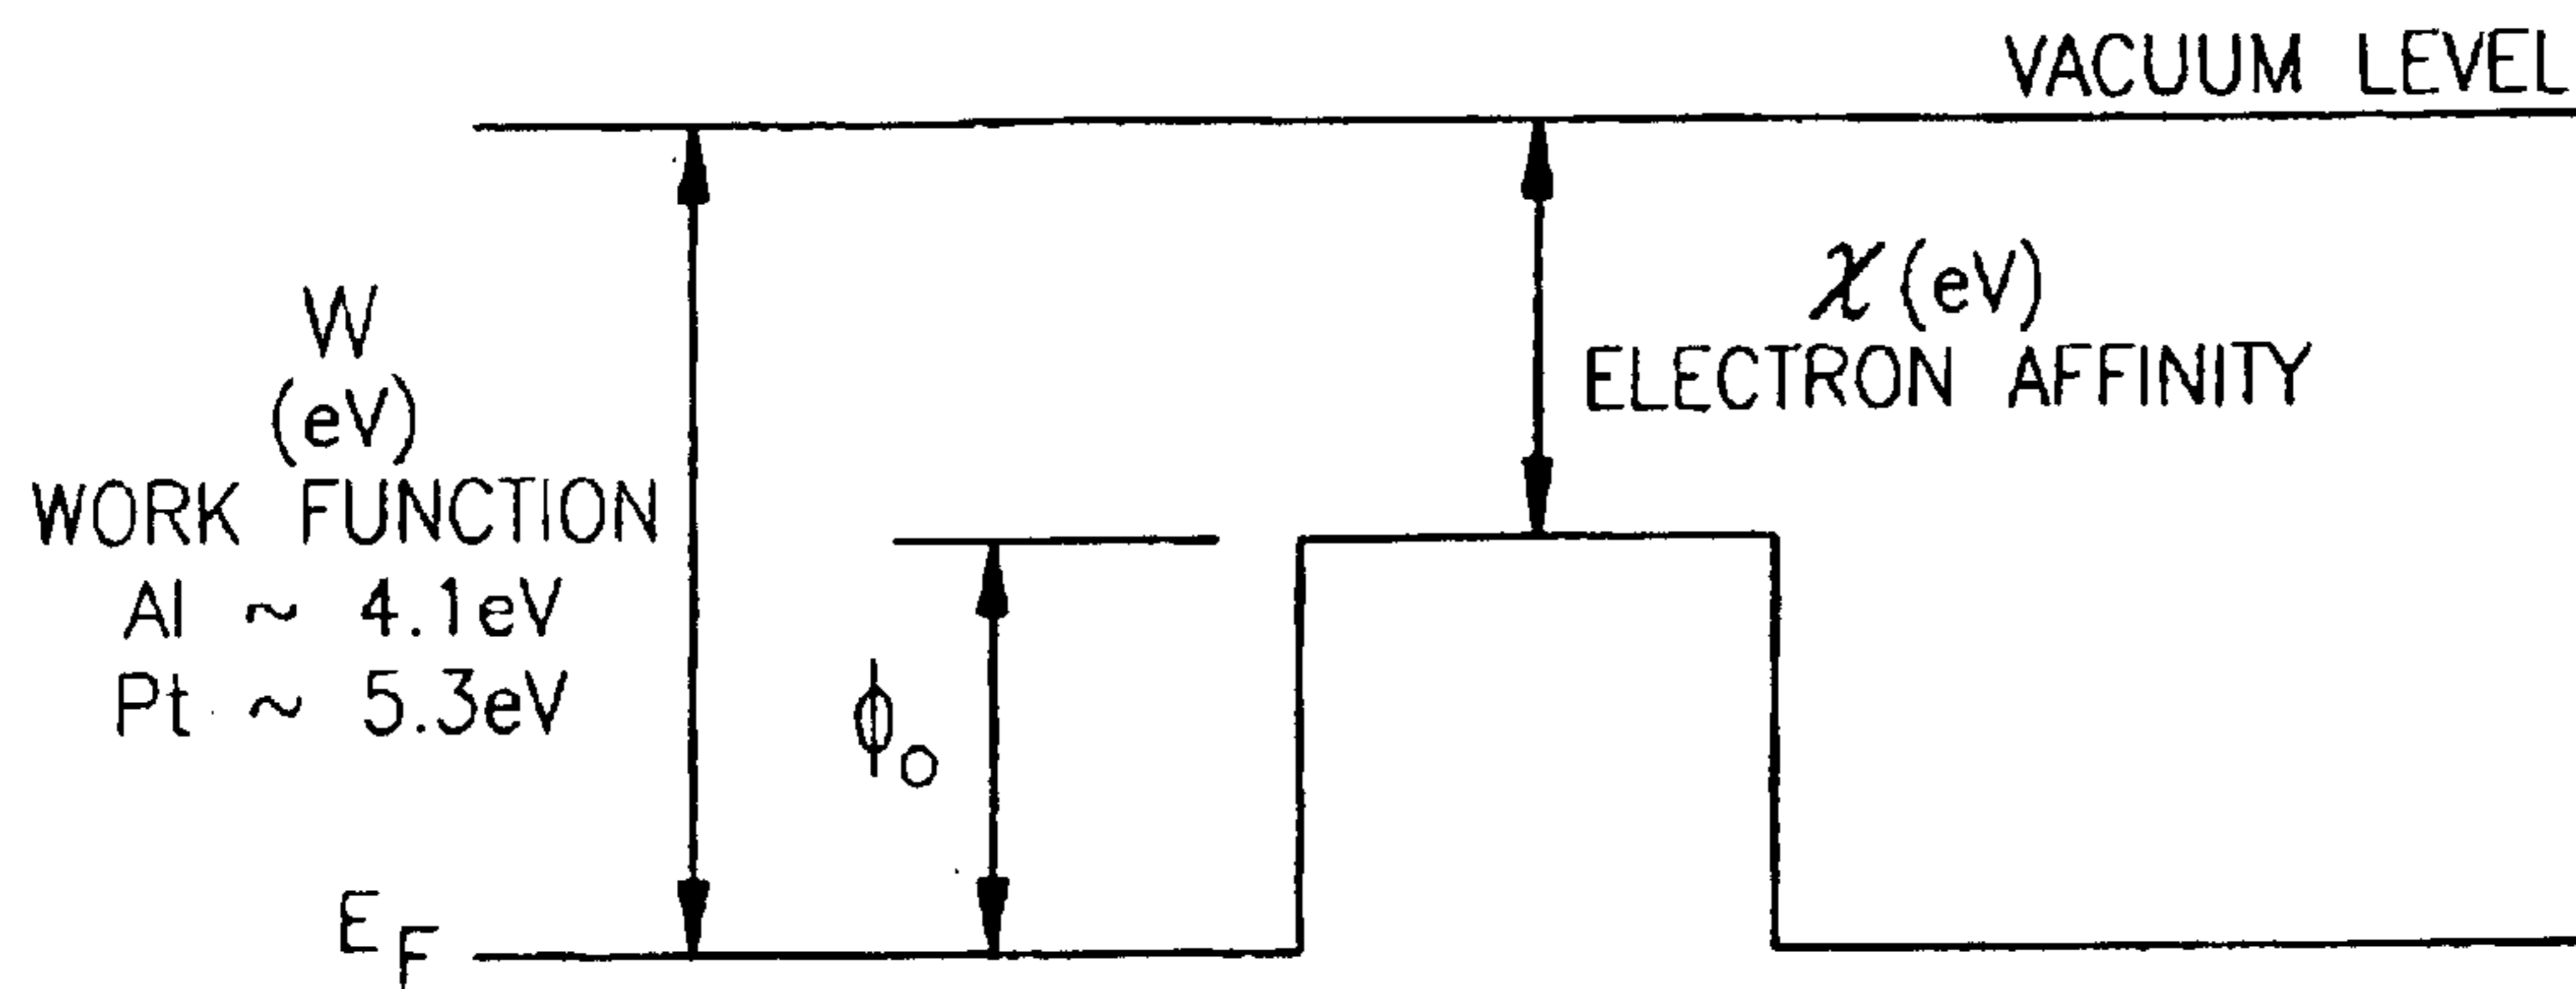 VACUUM LEVEL
W
(eV)
WORK FUNCTION
Al ~ 4.1eV
Pt ~ 5.3eV
χ(eV)
ELECTRON AFFINITY
ϕo
EF